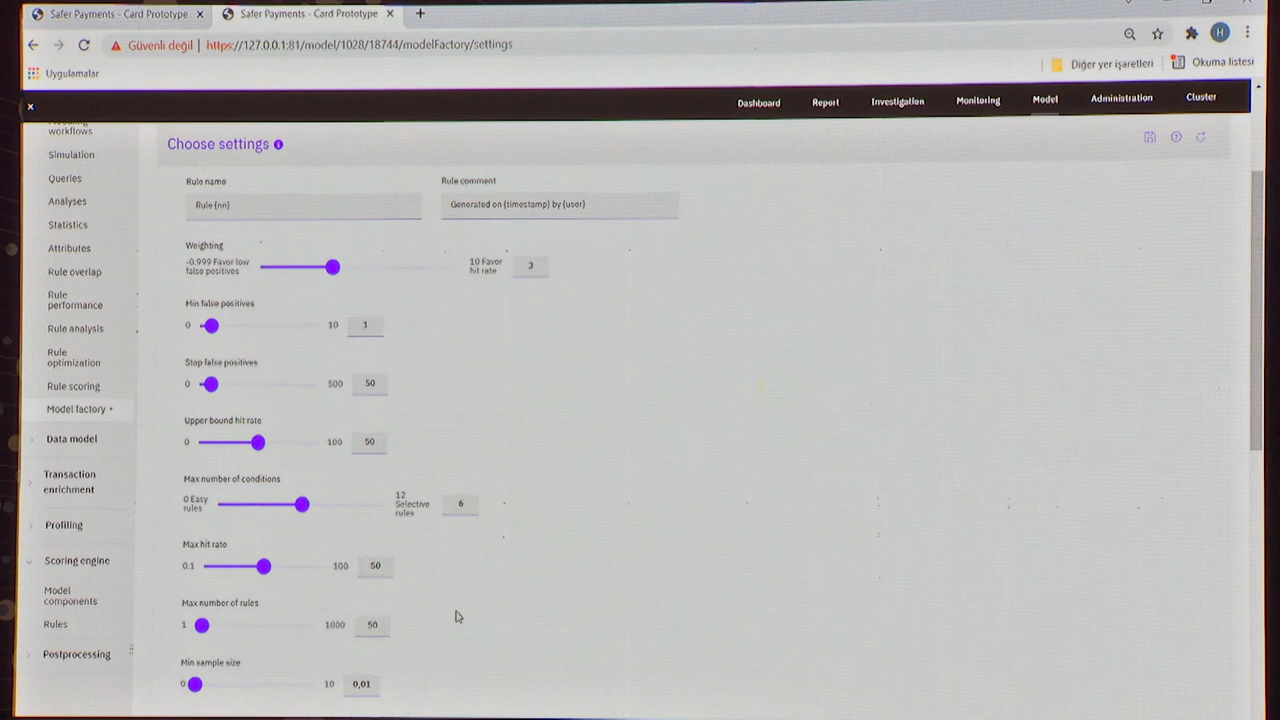 Safer Payments - Card Prototype
Safer Payments - Card Prototype
Güvenli değil | https://127.0.0.1:81/model/1028/18744/modelFactory/settings
Uygulamalar
Diğer yer işaretleri
Okuma listesi
Dashboard Report Investigation Monitoring Model Administration Cluster
workflows
Simulation
Queries
Analyses
Statistics
Attributes
Rule overlap
Rule
performance
Rule analysis
Rule
optimization
Rule scoring
Model factory
Data model
Transaction
enrichment
Profiling
Scoring engine
Model
components
Rules
Postprocessing
Choose settings
Rule name
Rule {nn}
Rule comment
Generated on {timestamp} by {user}
Weighting
-0.999 Favor low
false positives
10 Favor
hit rate
3
Min false positives
0 10 1
Stop false positives
0 500 50
Upper bound hit rate
0 100 50
Max number of conditions
0 Easy
rules
12
Selective
rules
6
Max hit rate
0.1 100 50
Max number of rules
1 1000 50
Min sample size
0 10 0,01